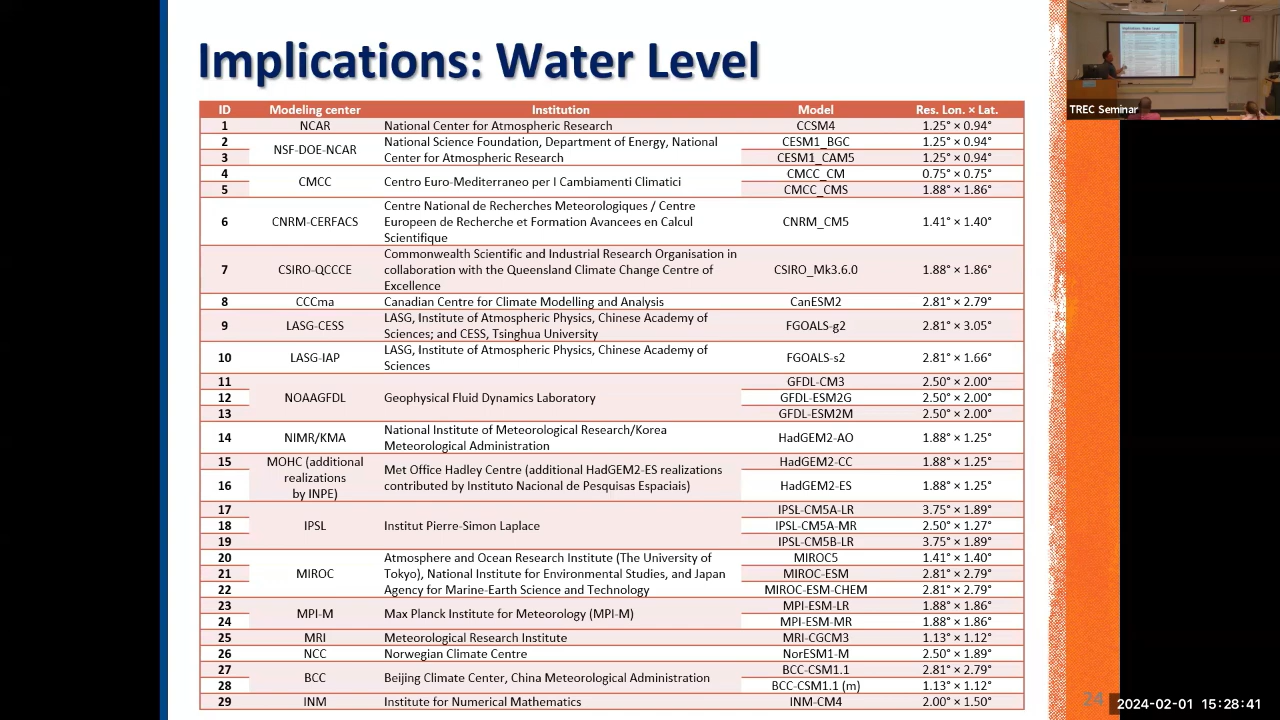 Implications: Water Level
ID Modeling center Institution Model Res. Lon. × Lat.
1 NCAR National Center for Atmospheric Research CCSM4 1.25° × 0.94°
2 NSF-DOE-NCAR National Science Foundation, Department of Energy, National CESM1_BGC 1.25° × 0.94°
3 Center for Atmospheric Research CESM1_CAM5 1.25° × 0.94°
4 CMCC Centro Euro-Mediterraneo per I Cambiamenti Climatici CMCC_CM 0.75° × 0.75°
5 CMCC_CMS 1.88° × 1.86°
Centre National de Recherches Meteorologiques / Centre
6 CNRM-CERFACS Europeen de Recherche et Formation Avancees en Calcul CNRM_CM5 1.41° × 1.40°
Scientifique
Commonwealth Scientific and Industrial Research Organisation in
7 CSIRO-QCCCE collaboration with the Queensland Climate Change Centre of CSIRO_Mk3.6.0 1.88° × 1.86°
Excellence
8 CCCma Canadian Centre for Climate Modelling and Analysis CanESM2 2.81° × 2.79°
9 LASG-CESS LASG, Institute of Atmospheric Physics, Chinese Academy of FGOALS-g2 2.81° × 3.05°
Sciences; and CESS, Tsinghua University
10 LASG-IAP LASG, Institute of Atmospheric Physics, Chinese Academy of FGOALS-s2 2.81° × 1.66°
Sciences
11 GFDL-CM3 2.50° × 2.00°
12 NOAAGFDL Geophysical Fluid Dynamics Laboratory GFDL-ESM2G 2.50° × 2.00°
13 GFDL-ESM2M 2.50° × 2.00°
14 NIMR/KMA National Institute of Meteorological Research/Korea HadGEM2-AO 1.88° × 1.25°
Meteorological Administration
15 MOHC (additional Met Office Hadley Centre (additional HadGEM2-ES realizations HadGEM2-CC 1.88° × 1.25°
realizations
16 by INPE) contributed by Instituto Nacional de Pesquisas Espaciais) HadGEM2-ES 1.88° × 1.25°
17 IPSL-CM5A-LR 3.75° × 1.89°
18 IPSL Institut Pierre-Simon Laplace IPSL-CM5A-MR 2.50° × 1.27°
19 IPSL-CM5B-LR 3.75° × 1.89°
20 Atmosphere and Ocean Research Institute (The University of MIROC5 1.41° × 1.40°
21 MIROC Tokyo), National Institute for Environmental Studies, and Japan MIROC-ESM 2.81° × 2.79°
22 Agency for Marine-Earth Science and Technology MIROC-ESM-CHEM 2.81° × 2.79°
23 MPI-M Max Planck Institute for Meteorology (MPI-M) MPI-ESM-LR 1.88° × 1.86°
24 MPI-ESM-MR 1.88° × 1.86°
25 MRI Meteorological Research Institute MRI-CGCM3 1.13° × 1.12°
26 NCC Norwegian Climate Centre NorESM1-M 2.50° × 1.89°
27 BCC Beijing Climate Center, China Meteorological Administration BCC-CSM1.1 2.81° × 2.79°
28 BCC-CSM1.1 (m) 1.13° × 1.12°
29 INM Institute for Numerical Mathematics INM-CM4 2.00° × 1.50°
TREC Seminar
24
2024-02-01 15:28:41